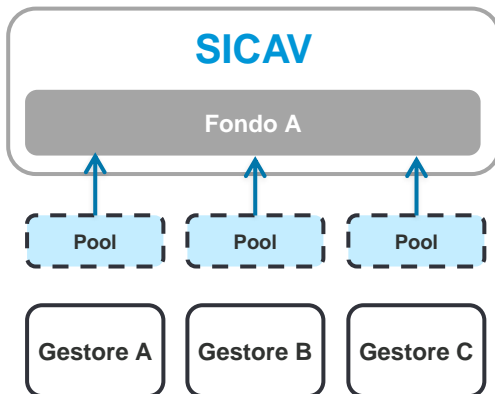 SICAV
Fondo A
Pool Pool Pool
Gestore A Gestore B Gestore C